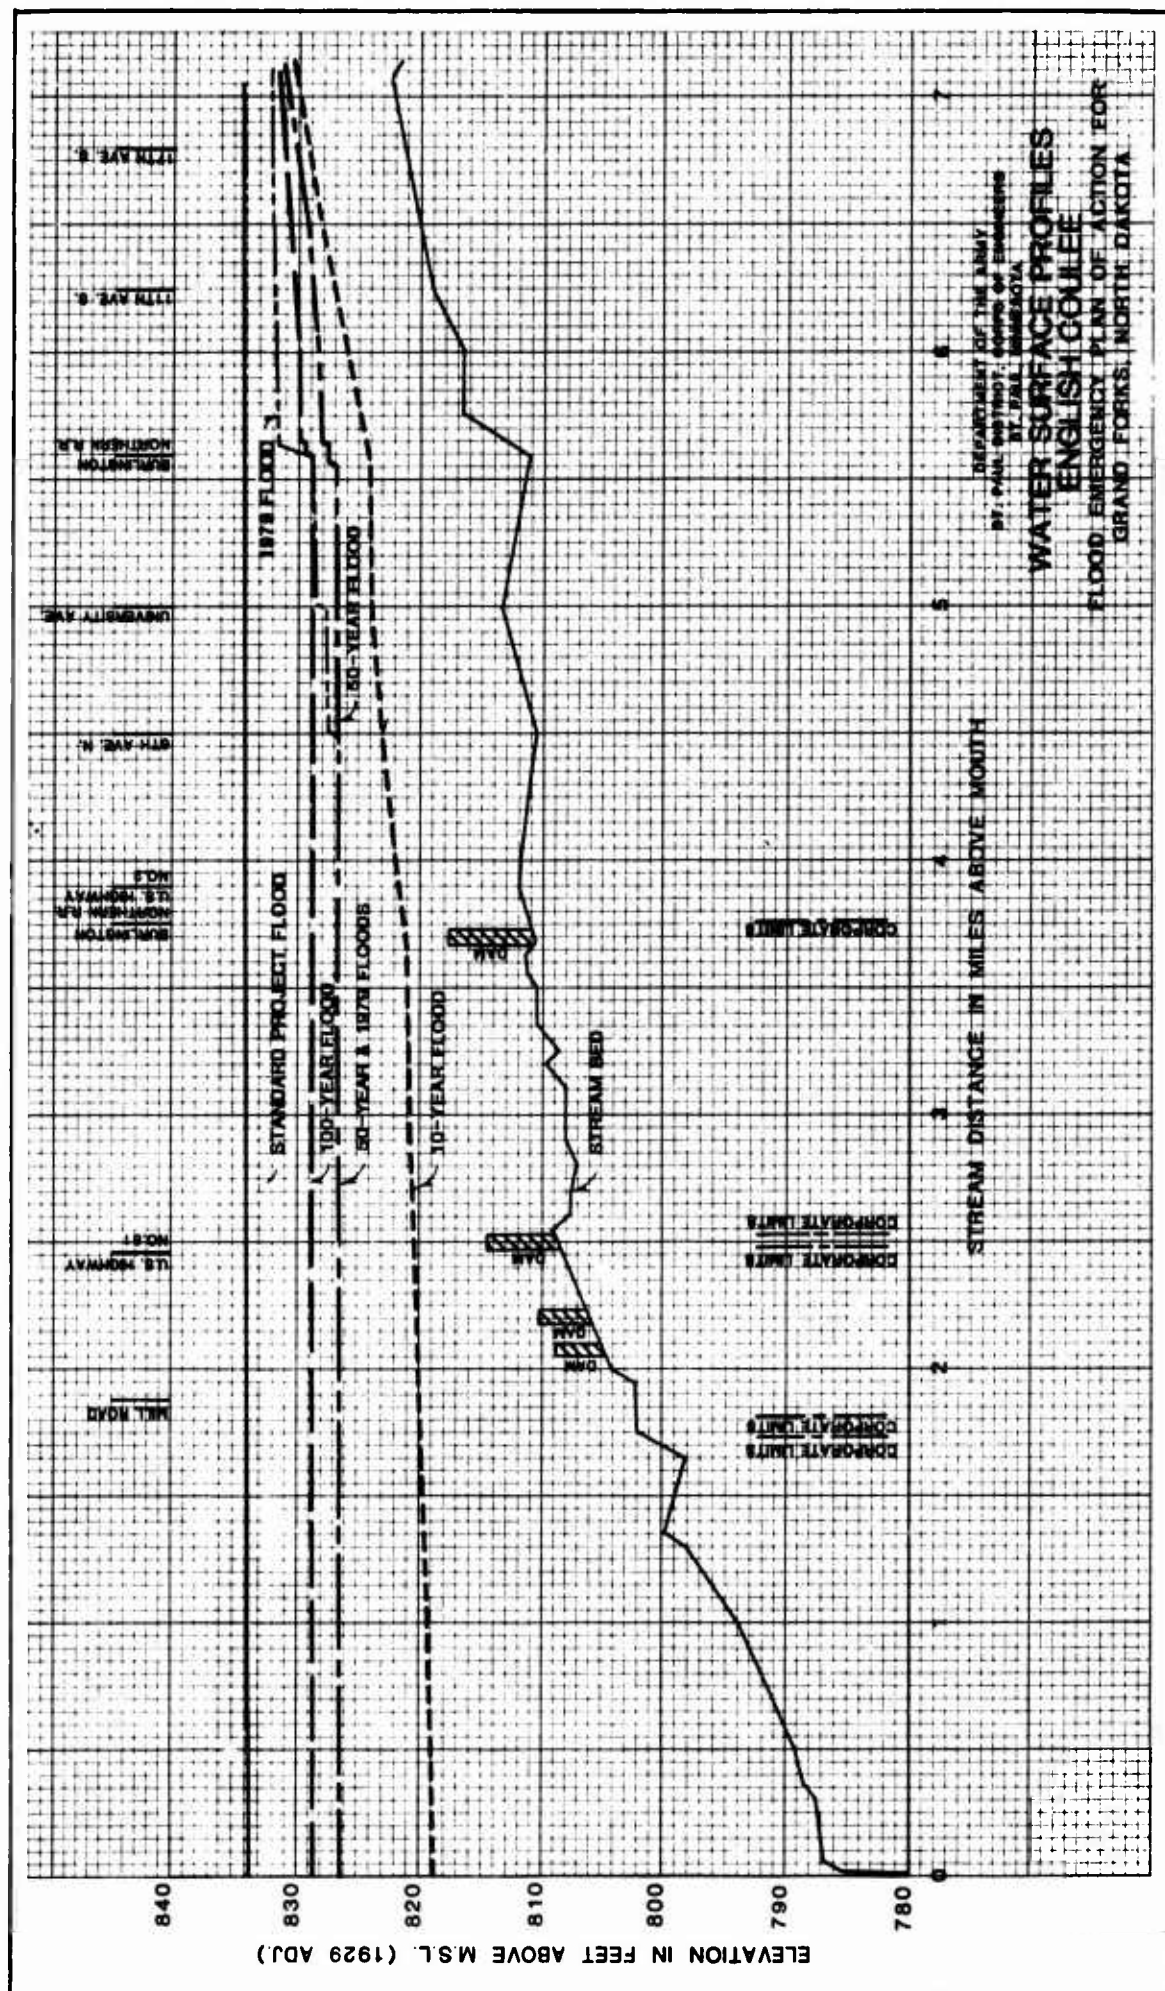 ELEVATION IN FEET ABOVE M.S.L. (1929 ADJ.)
840
830
820
810
800
790
780
0
1
2
3
4
5
6
7
STREAM DISTANCE IN MILES ABOVE MOUTH
MILL ROAD
U.S. HIGHWAY
NO.81
BURLINGTON
NORTHERN R.R.
U.S. HIGHWAY
NO.2
6TH AVE. N.
UNIVERSITY AVE.
BURLINGTON
NORTHERN R.R.
11TH AVE. S.
17TH AVE. S.
STANDARD PROJECT FLOOD
100-YEAR FLOOD
50-YEAR & 1979 FLOODS
10-YEAR FLOOD
STREAM BED
1979 FLOOD
50-YEAR FLOOD
DAM
DAM
DAM
DAM
CORPORATE LIMITS
CORPORATE LIMITS
CORPORATE LIMITS
CORPORATE LIMITS
CORPORATE LIMITS
DEPARTMENT OF THE ARMY
ST. PAUL DISTRICT, CORPS OF ENGINEERS
ST. PAUL, MINNESOTA
WATER SURFACE PROFILES
ENGLISH COULEE
FLOOD EMERGENCY PLAN OF ACTION FOR
GRAND FORKS, NORTH DAKOTA